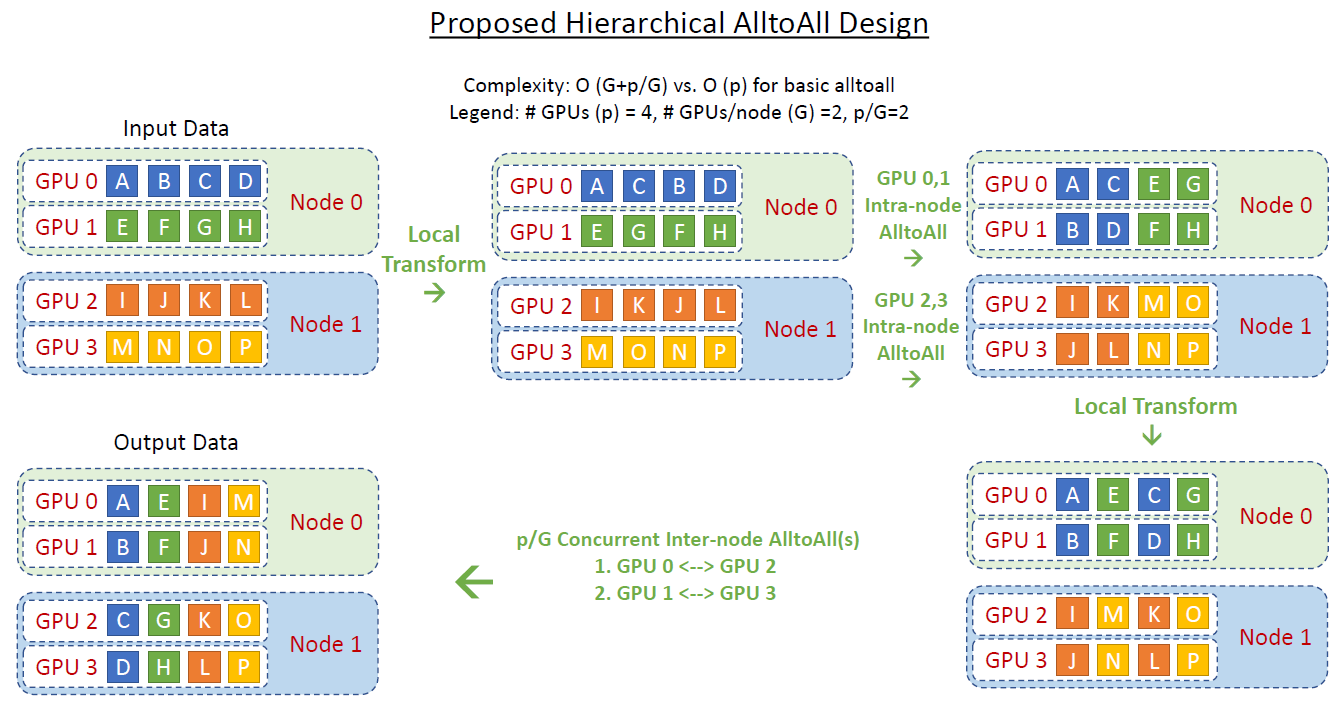 Proposed Hierarchical AlltoAll Design
Complexity: O (G+p/G) vs. O (p) for basic alltoall
Legend: # GPUs (p) = 4, # GPUs/node (G) =2, p/G=2
Input Data
GPU 0 A B C D
GPU 1 E F G H
Node 0
GPU 2 I J K L
GPU 3 M N O P
Node 1
Local
Transform
→
GPU 0 A C B D
GPU 1 E G F H
Node 0
GPU 2 I K J L
GPU 3 M O N P
Node 1
GPU 0,1
Intra-node
AlltoAll
→
GPU 2,3
Intra-node
AlltoAll
→
GPU 0 A C E G
GPU 1 B D F H
Node 0
GPU 2 I K M O
GPU 3 J L N P
Node 1
Local Transform
↓
GPU 0 A E C G
GPU 1 B F D H
Node 0
GPU 2 I M K O
GPU 3 J N L P
Node 1
p/G Concurrent Inter-node AlltoAll(s)
1. GPU 0 <--> GPU 2
2. GPU 1 <--> GPU 3
←
Output Data
GPU 0 A E I M
GPU 1 B F J N
Node 0
GPU 2 C G K O
GPU 3 D H L P
Node 1